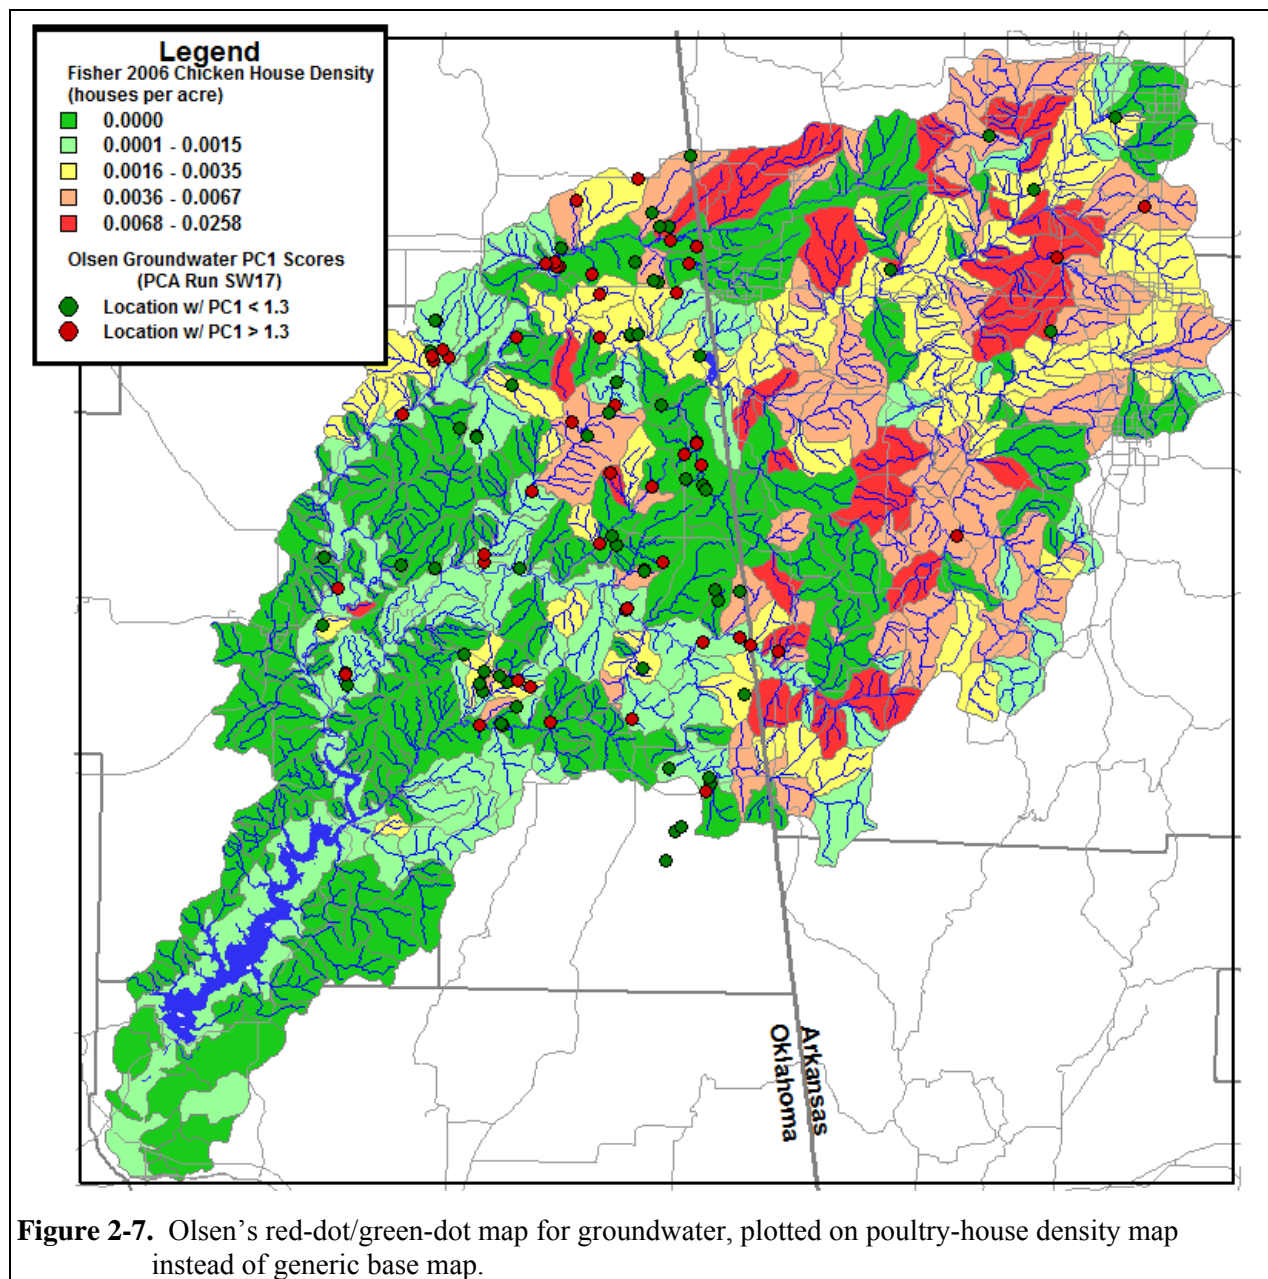 Legend
Fisher 2006 Chicken House Density
(houses per acre)
0.0000
0.0001 - 0.0015
0.0016 - 0.0035
0.0036 - 0.0067
0.0068 - 0.0258
Olsen Groundwater PC1 Scores
(PCA Run SW17)
Location w/ PC1 < 1.3
Location w/ PC1 > 1.3
Arkansas
Oklahoma
Figure 2-7. Olsen's red-dot/green-dot map for groundwater, plotted on poultry-house density map
instead of generic base map.